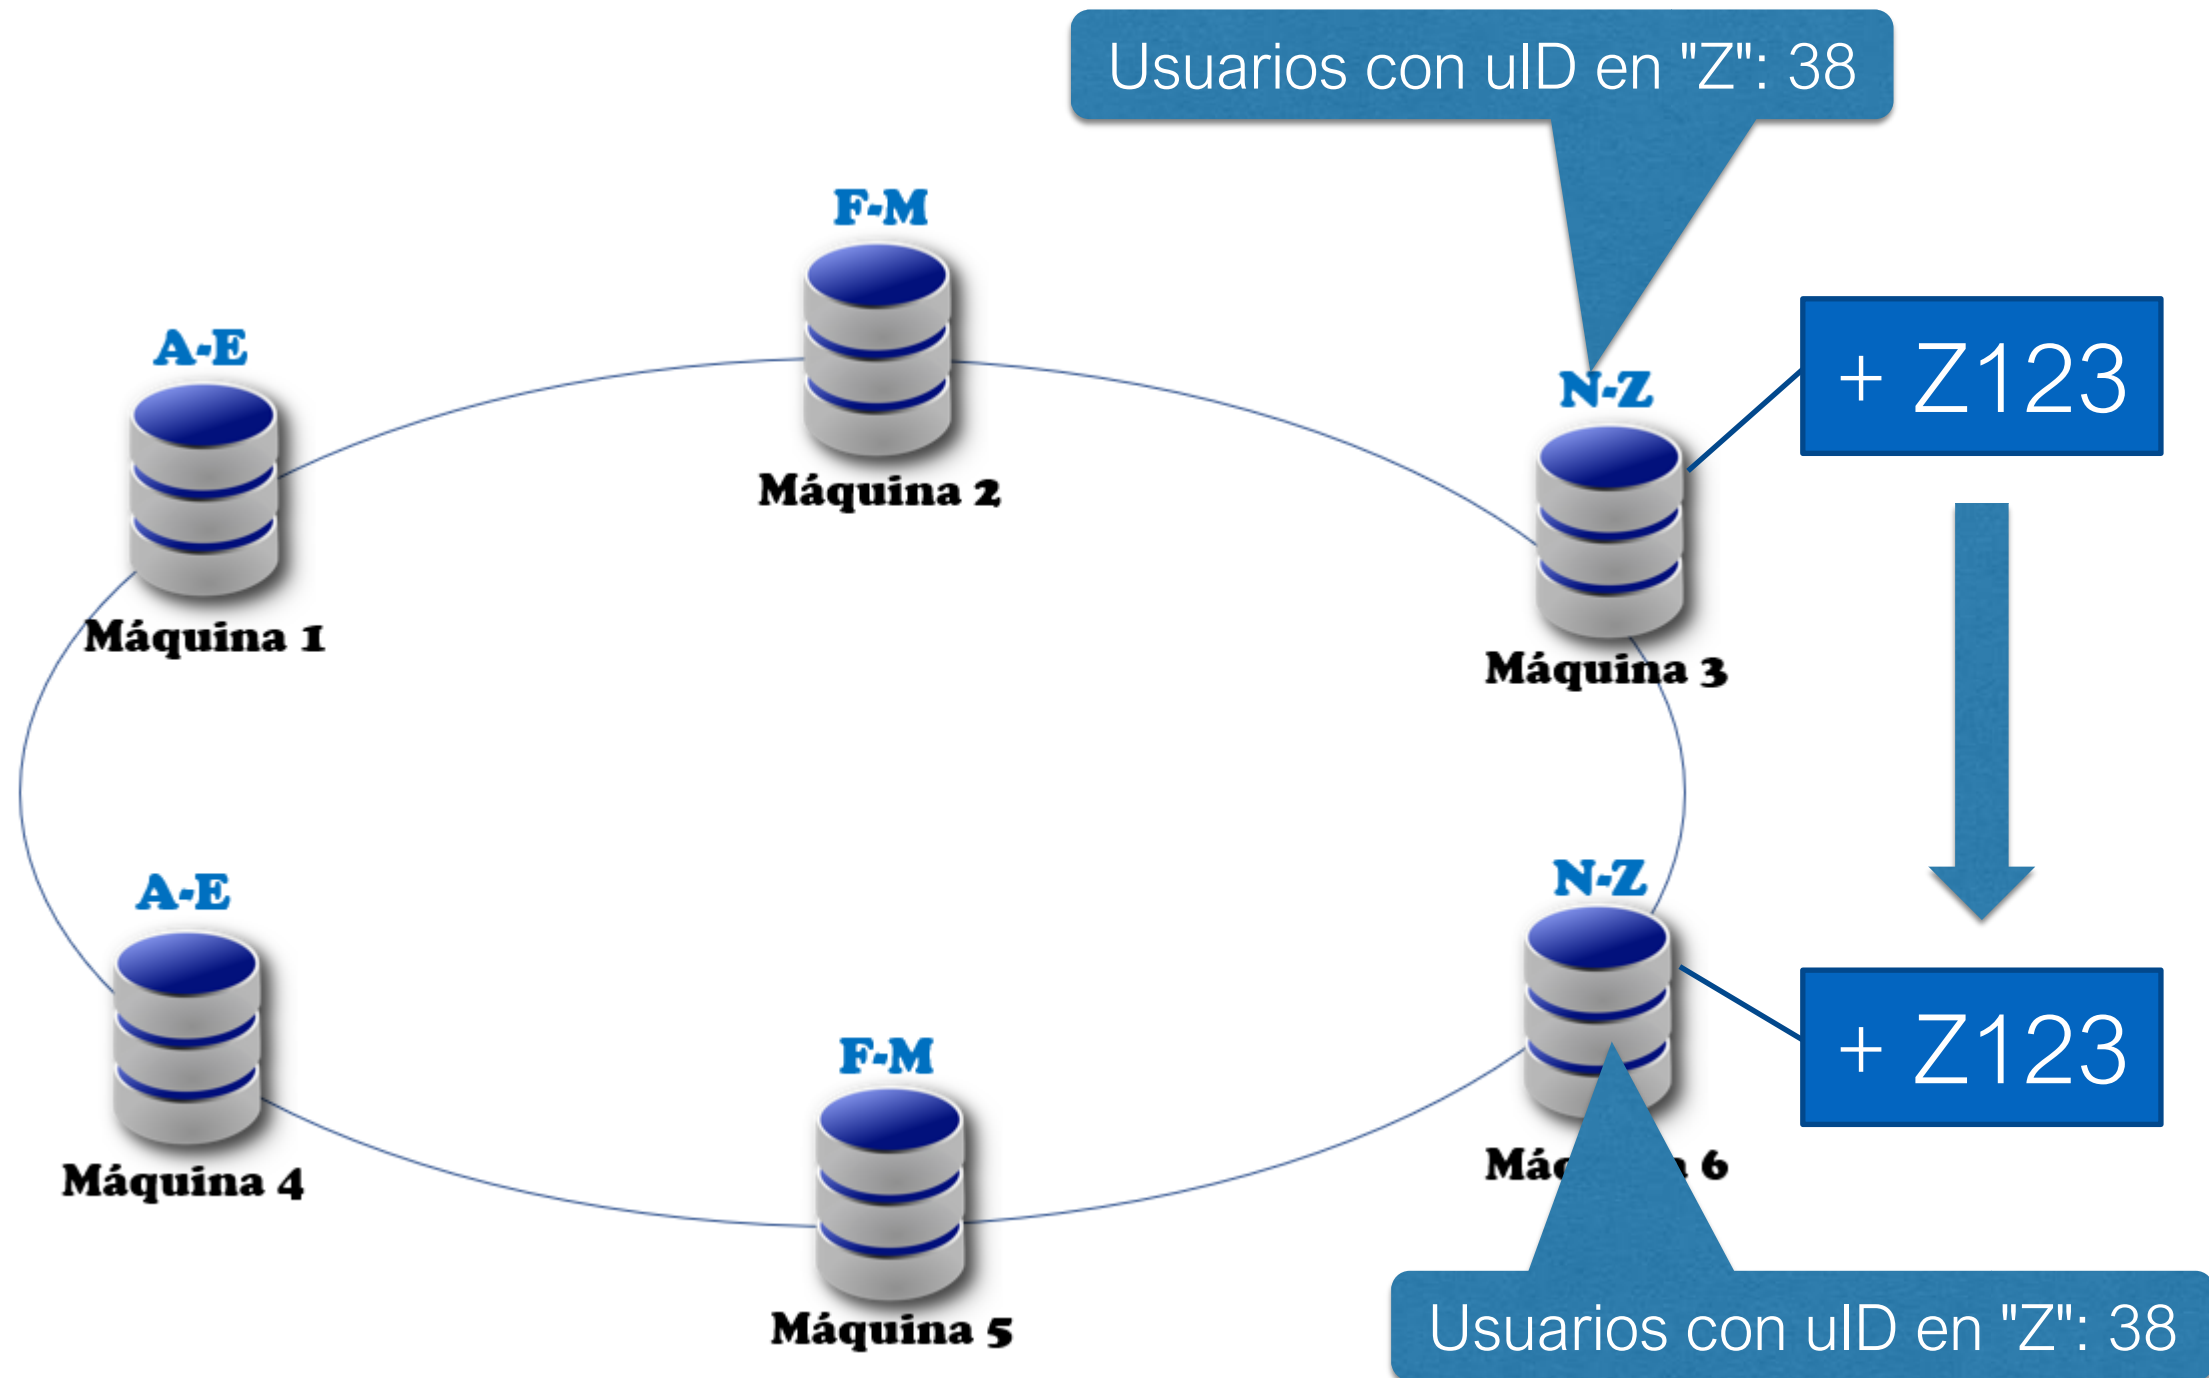 Usuarios con uID en "Z": 38
F-M
Máquina 2
A-E
Máquina 1
N-Z
Máquina 3
+ Z123
A-E
Máquina 4
F-M
Máquina 5
N-Z
6
+ Z123
Usuarios con uID en "Z": 38